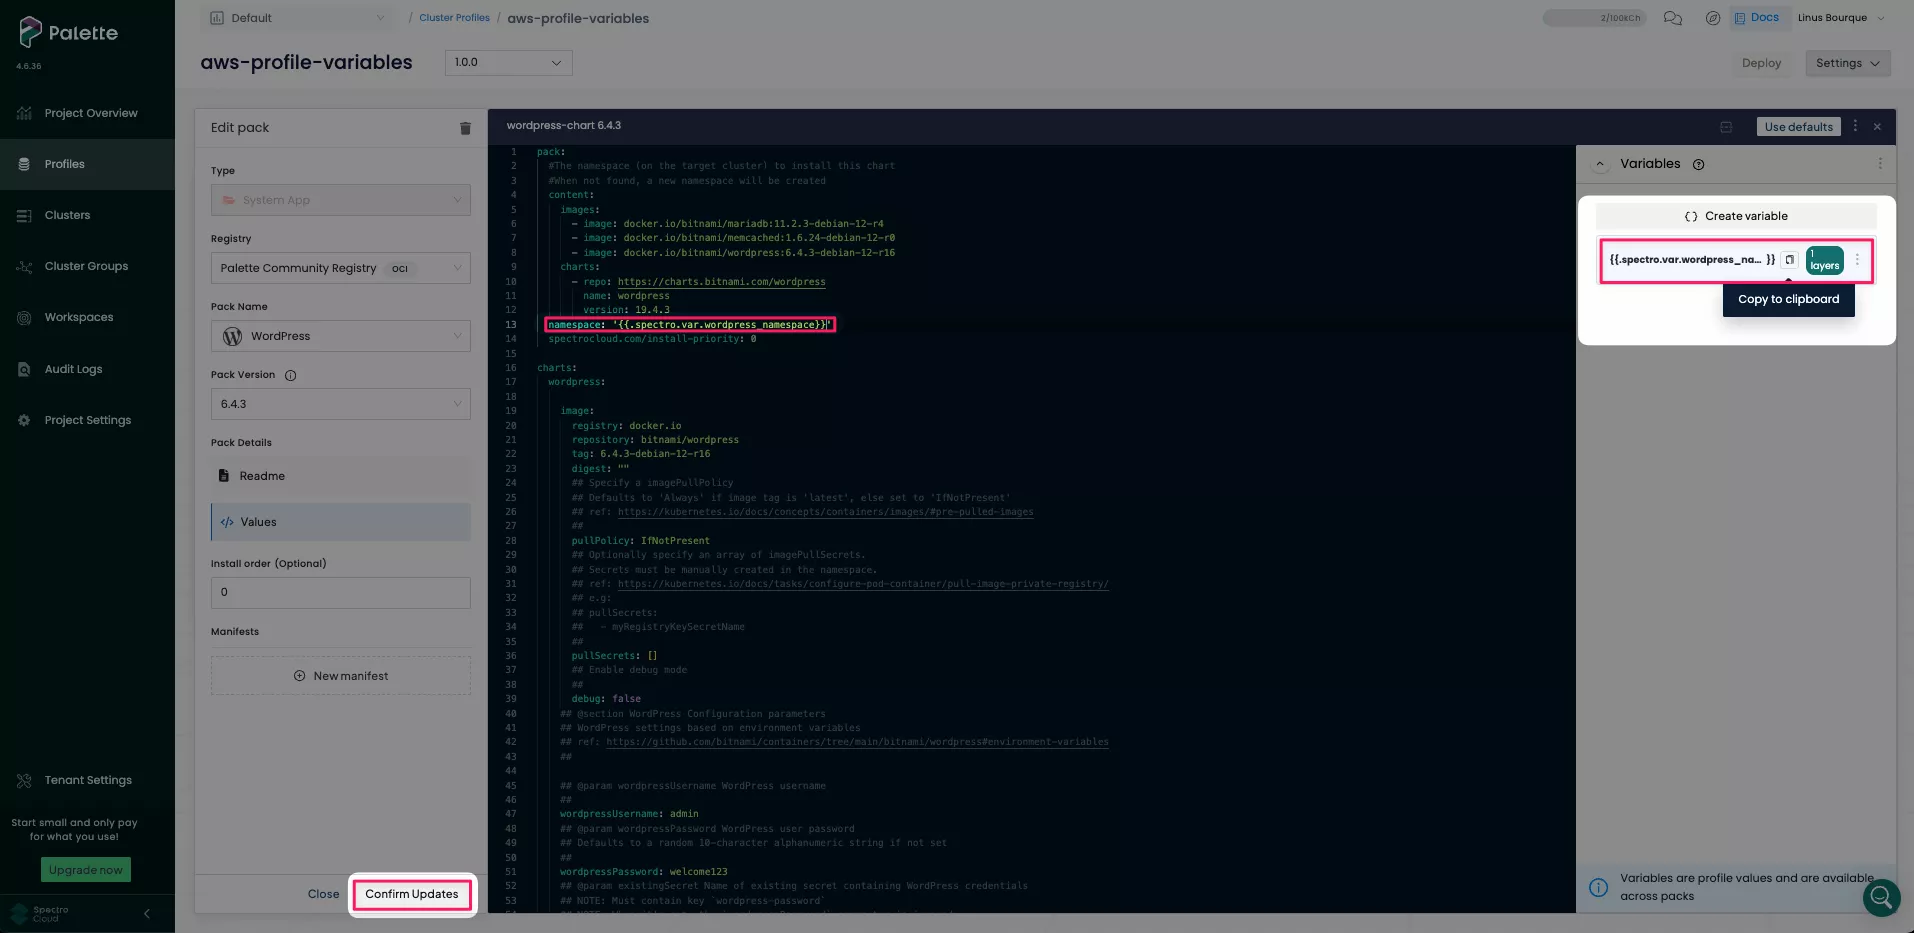 Palette
4.6.36
Project Overview
Profiles
Clusters
Cluster Groups
Workspaces
Audit Logs
Project Settings
Tenant Settings
Start small and only pay
for what you use!
Upgrade now
Spectro
Cloud
Default
/ Cluster Profiles / aws-profile-variables
2/100kCh
Docs
Linus Bourque
aws-profile-variables
1.0.0
Deploy
Settings
Edit pack
Type
System App
Registry
Palette Community Registry OCI
Pack Name
WordPress
Pack Version
6.4.3
Pack Details
Readme
</> Values
Install order (Optional)
0
Manifests
New manifest
Close
Confirm Updates
wordpress-chart 6.4.3
Use defaults
1 pack:
2 #The namespace (on the target cluster) to install this chart
3 #When not found, a new namespace will be created
4 content:
5 images:
6 - image: docker.io/bitnami/mariadb:11.2.3-debian-12-r4
7 - image: docker.io/bitnami/memcached:1.6.24-debian-12-r0
8 - image: docker.io/bitnami/wordpress:6.4.3-debian-12-r16
9 charts:
10 - repo: https://charts.bitnami.com/wordpress
11 name: wordpress
12 version: 19.4.3
13 namespace: '{{.spectro.var.wordpress_namespace}}'
14 spectrocloud.com/install-priority: 0
15
16 charts:
17 wordpress:
18
19 image:
20 registry: docker.io
21 repository: bitnami/wordpress
22 tag: 6.4.3-debian-12-r16
23 digest: ""
24 ## Specify a imagePullPolicy
25 ## Defaults to 'Always' if image tag is 'latest', else set to 'IfNotPresent'
26 ## ref: https://kubernetes.io/docs/concepts/containers/images/#pre-pulled-images
27 ##
28 pullPolicy: IfNotPresent
29 ## Optionally specify an array of imagePullSecrets.
30 ## Secrets must be manually created in the namespace.
31 ## ref: https://kubernetes.io/docs/tasks/configure-pod-container/pull-image-private-registry/
32 ## e.g:
33 ## pullSecrets:
34 ## - myRegistryKeySecretName
35 ##
36 pullSecrets: []
37 ## Enable debug mode
38 ##
39 debug: false
40 ## @section WordPress Configuration parameters
41 ## WordPress settings based on environment variables
42 ## ref: https://github.com/bitnami/containers/tree/main/bitnami/wordpress#environment-variables
43 ##
44
45 ## @param wordpressUsername WordPress username
46 ##
47 wordpressUsername: admin
48 ## @param wordpressPassword WordPress user password
49 ## Defaults to a random 10-character alphanumeric string if not set
50 ##
51 wordpressPassword: welcome123
52 ## @param existingSecret Name of existing secret containing WordPress credentials
53 ## NOTE: Must contain key `wordpress-password`
Variables
{} Create variable
{{.spectro.var.wordpress_na... }}
1
layers
Copy to clipboard
Variables are profile values and are available
across packs